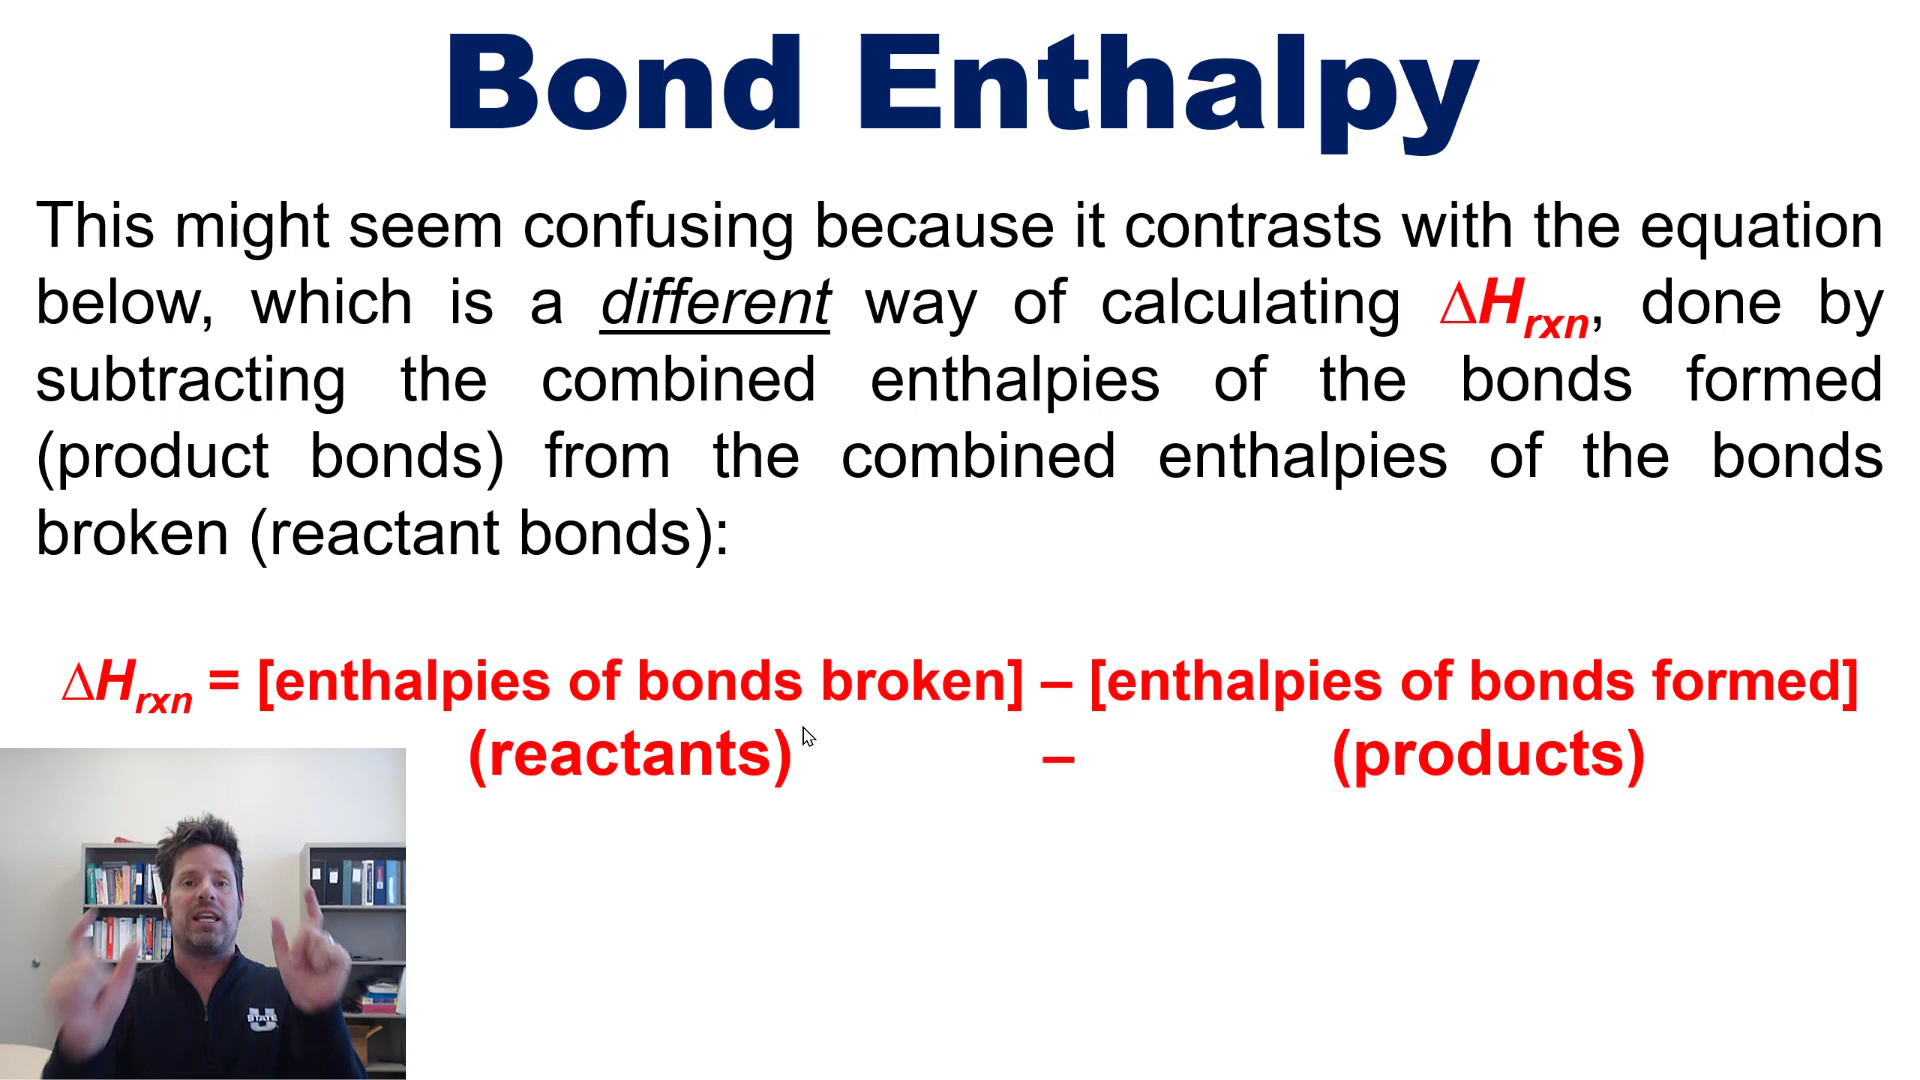 Bond Enthalpy
This might seem confusing because it contrasts with the equation
below, which is a different way of calculating ΔHrxn, done by
subtracting the combined enthalpies of the bonds formed
(product bonds) from the combined enthalpies of the bonds
broken (reactant bonds):
ΔHrxn = [enthalpies of bonds broken] – [enthalpies of bonds formed]
(reactants) – (products)
U
STATE